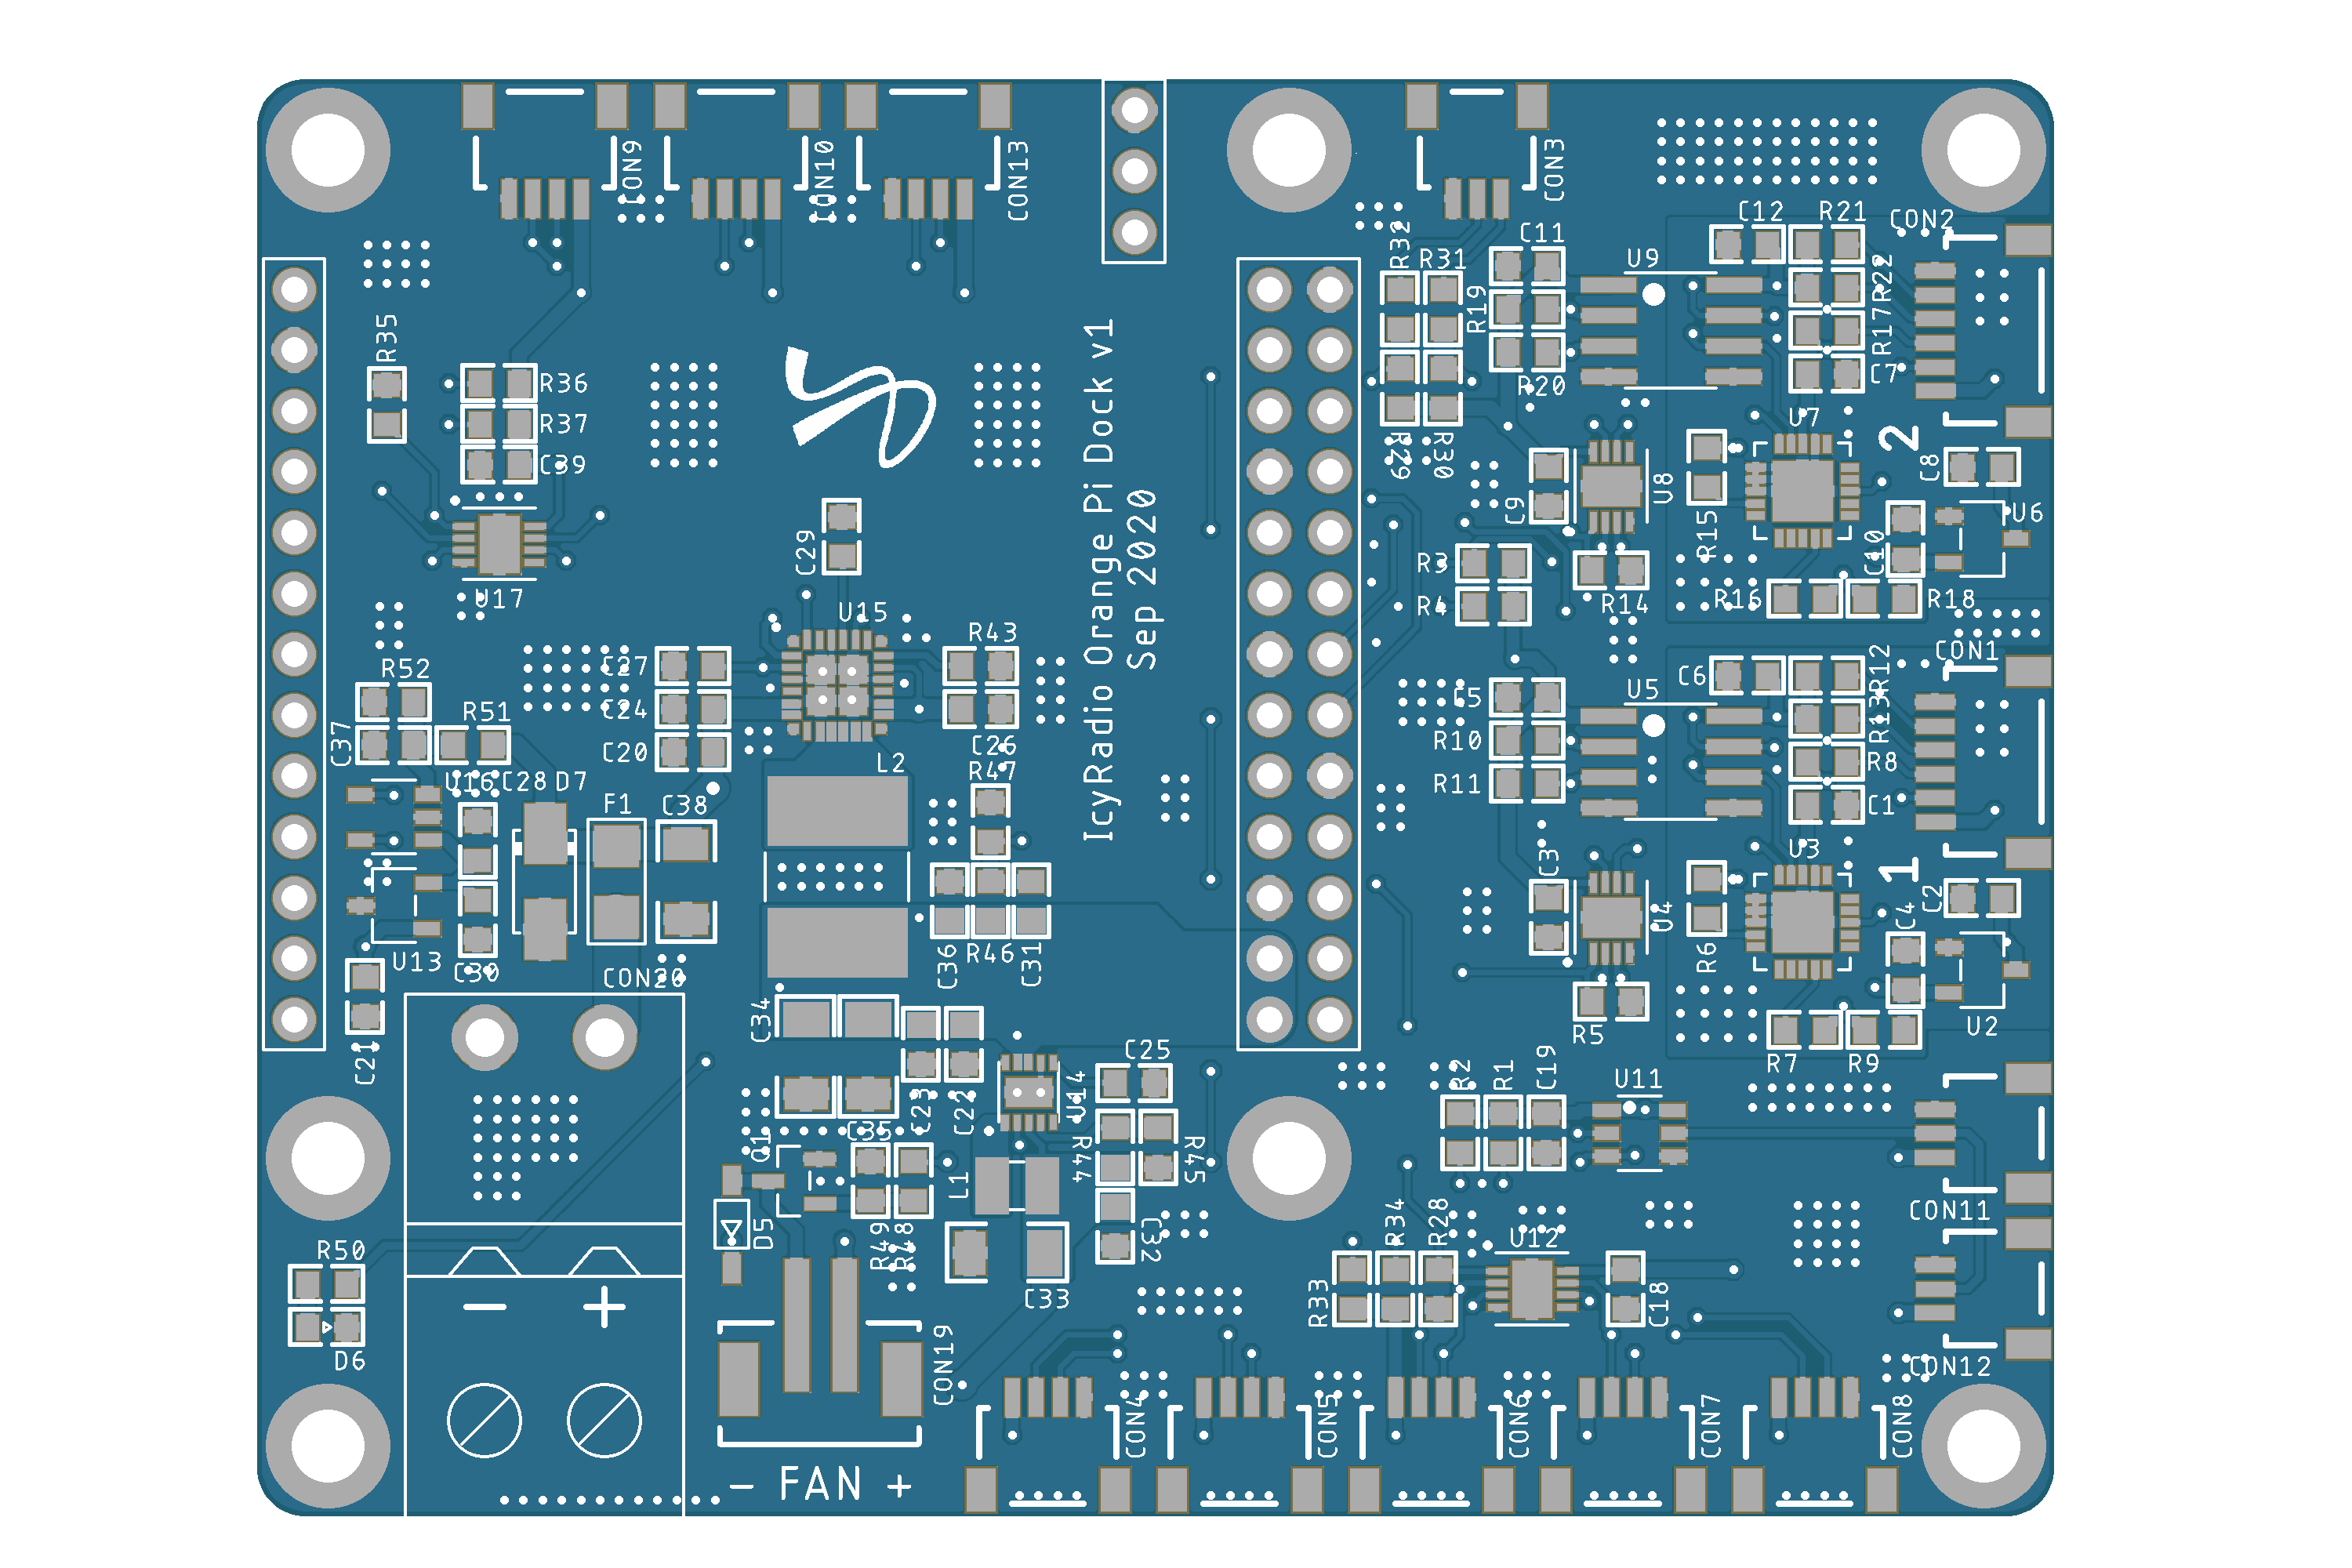 CON9
CON10
CON13
CON3
C12
R21
CON2
R32
R31
C11
U9
R22
R19
R17
R35
R36
R37
C39
R20
C7
IcyRadio Orange Pi Dock v1
Sep 2020
R29
R30
U7
2
C8
C9
U8
R15
U6
C10
C29
U17
R3
R4
R14
R16
R18
U15
R43
CON1
R52
C27
C6
R12
U5
C5
C24
R51
R13
C37
C20
C26
R10
R8
L2
R47
R11
U16
C28
D7
F1
C38
C1
C3
U3
1
C2
U4
C4
R6
U13
C30
CON20
C36
R46
C31
C34
R5
U2
C21
C25
R7
R9
R2
R1
C19
U11
C23
C22
U14
C35
Q1
R44
R45
L1
CON11
D5
R49
R48
C32
R34
R28
U12
R50
C33
R33
C18
− +
D6
CON19
CON12
CON4
CON5
CON6
CON7
CON8
- FAN +